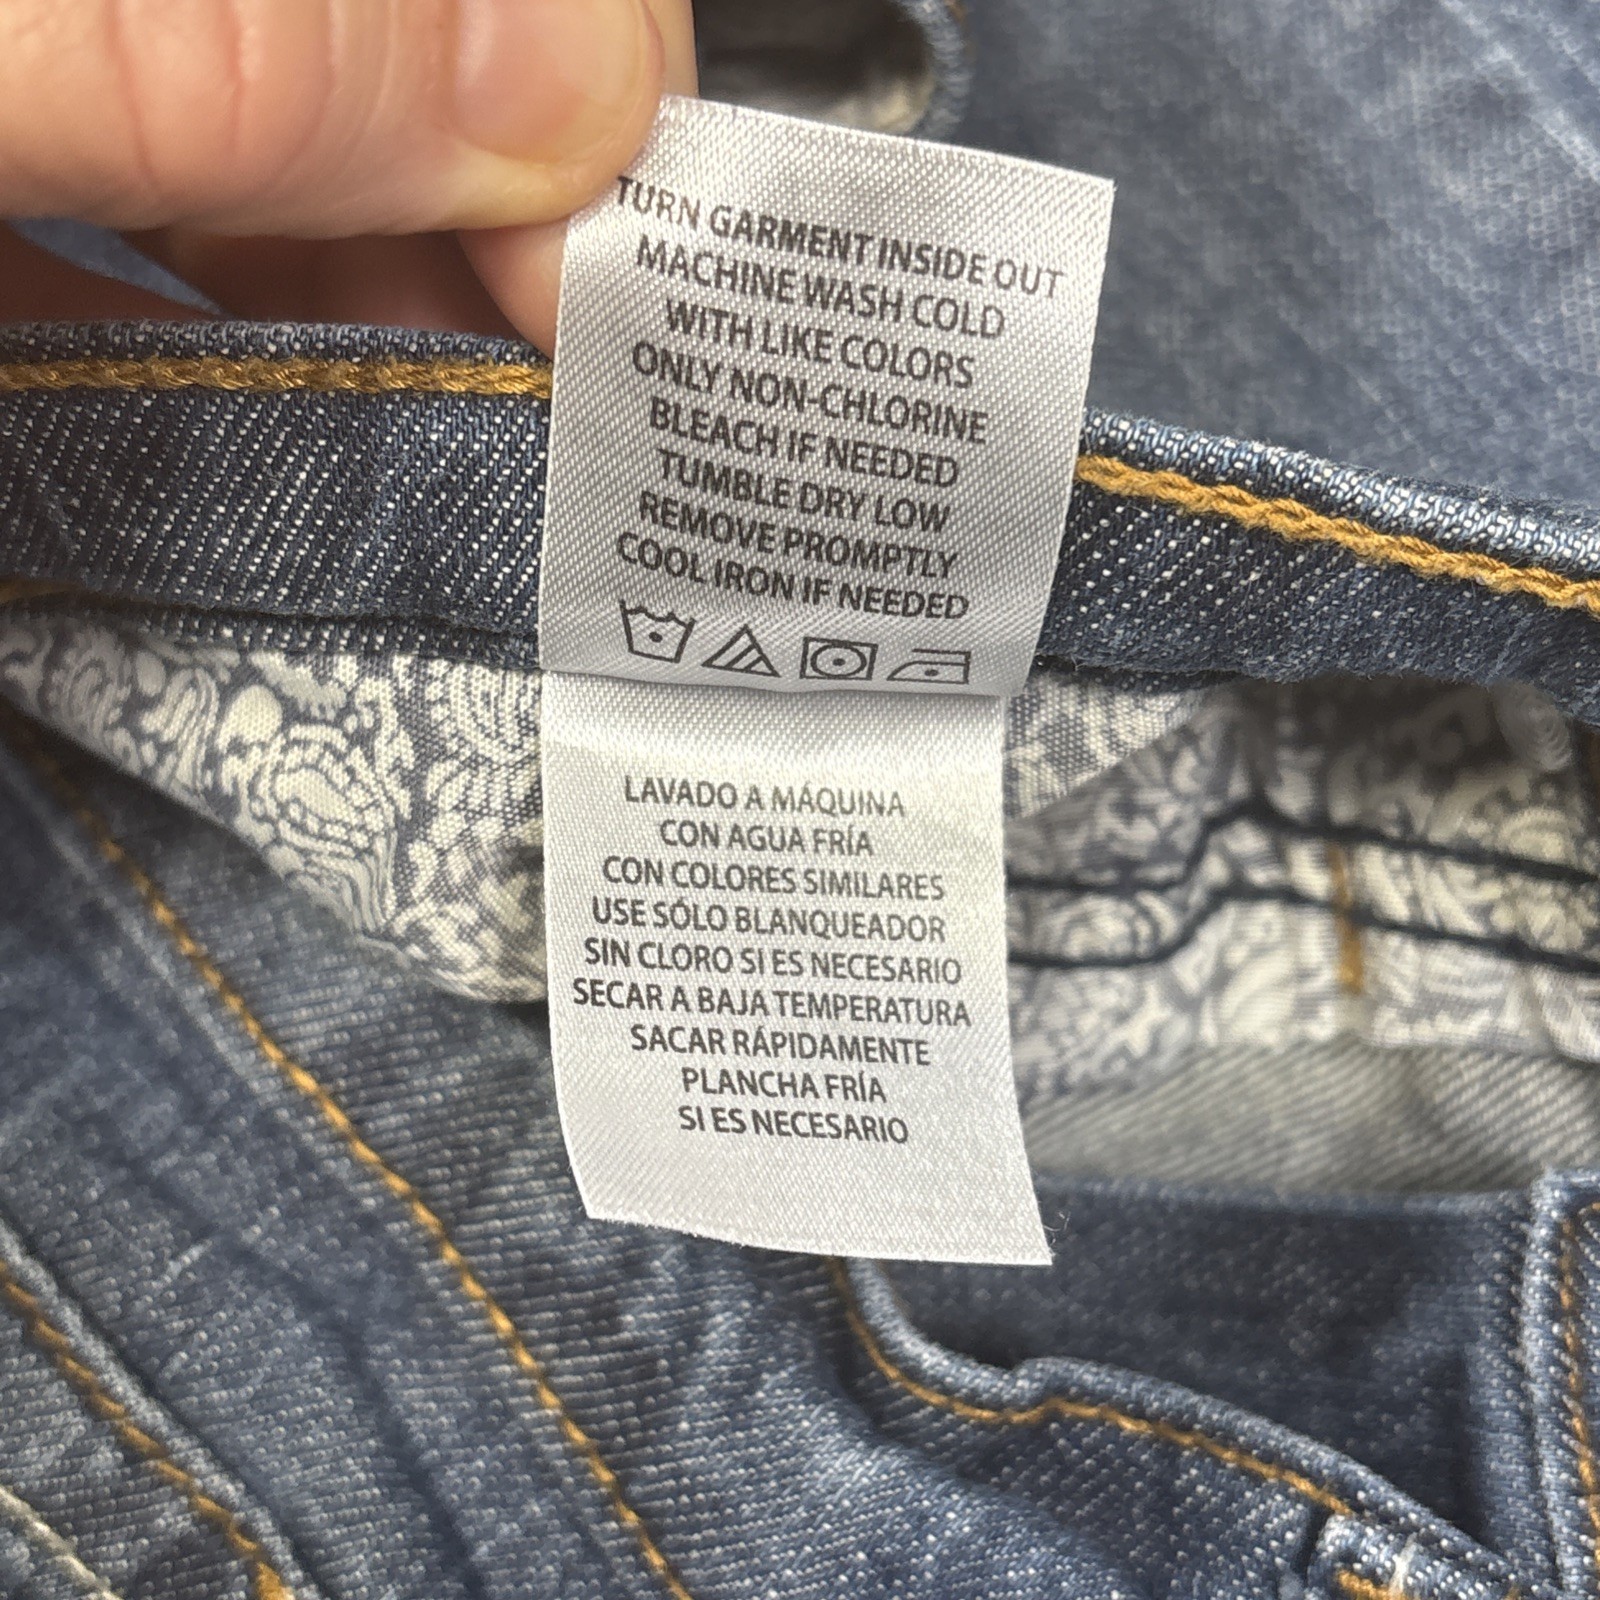 TURN GARMENT INSIDE OUT
MACHINE WASH COLD
WITH LIKE COLORS
ONLY NON-CHLORINE
BLEACH IF NEEDED
TUMBLE DRY LOW
REMOVE PROMPTLY
COOL IRON IF NEEDED
LAVADO A MÁQUINA
CON AGUA FRÍA
CON COLORES SIMILARES
USE SÓLO BLANQUEADOR
SIN CLORO SI ES NECESARIO
SECAR A BAJA TEMPERATURA
SACAR RÁPIDAMENTE
PLANCHA FRÍA
SI ES NECESARIO